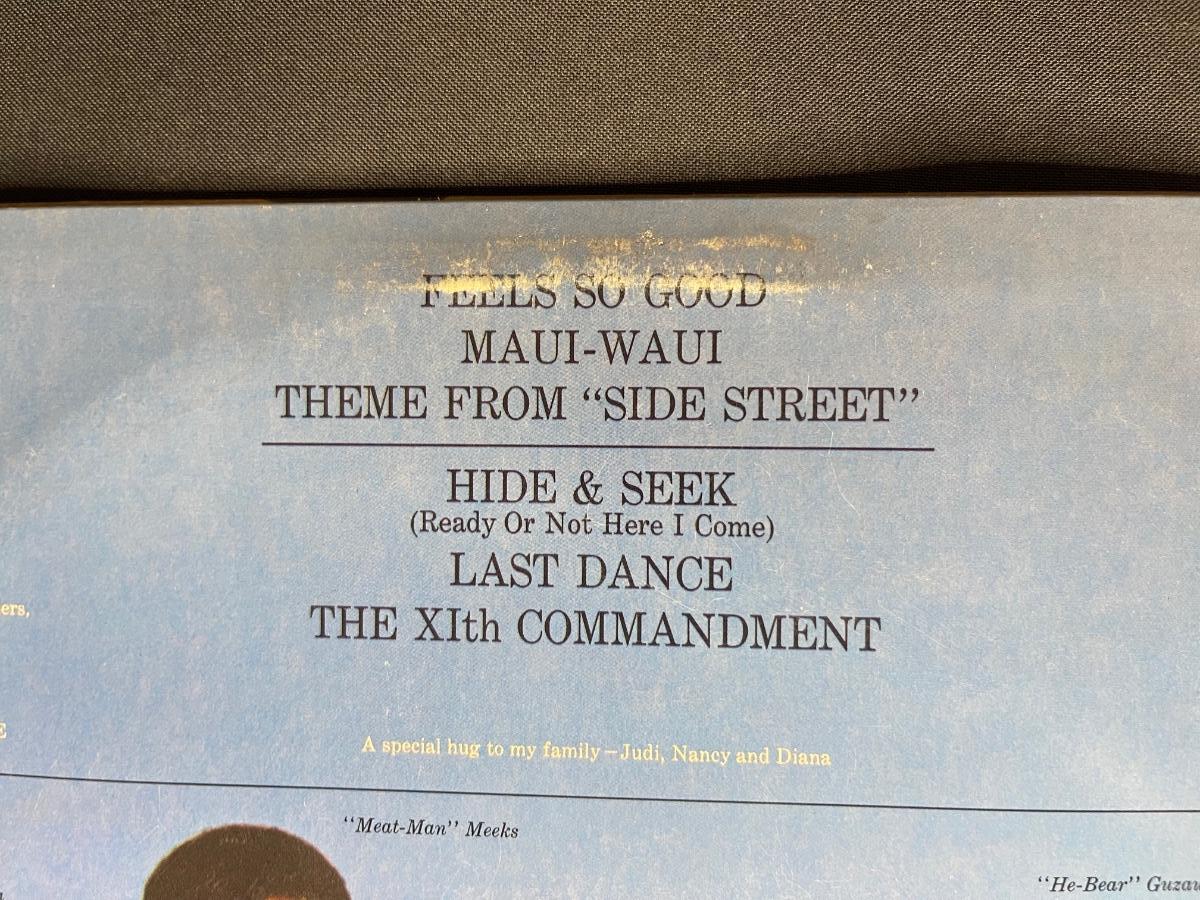 FEELS SO GOOD
MAUI-WAUI
THEME FROM “SIDE STREET”
HIDE & SEEK
(Ready Or Not Here I Come)
LAST DANCE
THE XIth COMMANDMENT
ers,
E
A special hug to my family–Judi, Nancy and Diana
“Meat-Man” Meeks
“He-Bear”